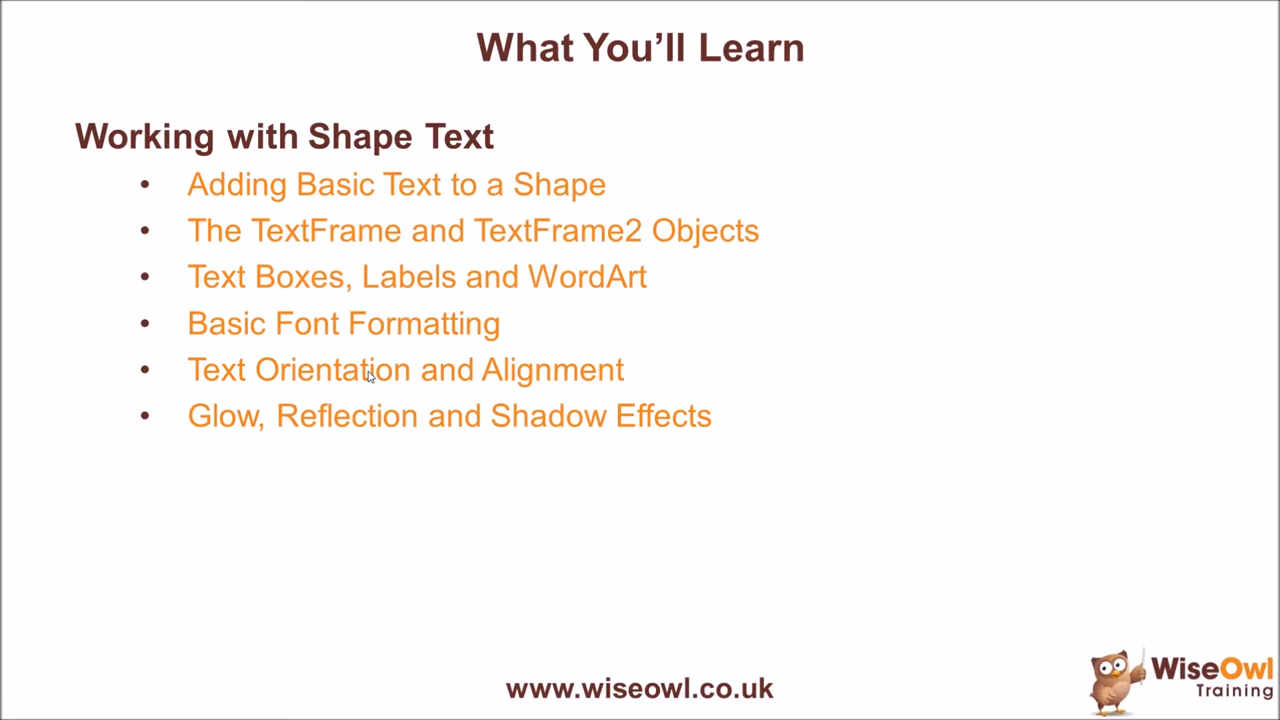 What You’ll Learn
Working with Shape Text
• Adding Basic Text to a Shape
• The TextFrame and TextFrame2 Objects
• Text Boxes, Labels and WordArt
• Basic Font Formatting
• Text Orientation and Alignment
• Glow, Reflection and Shadow Effects
www.wiseowl.co.uk
WiseOwl
Training